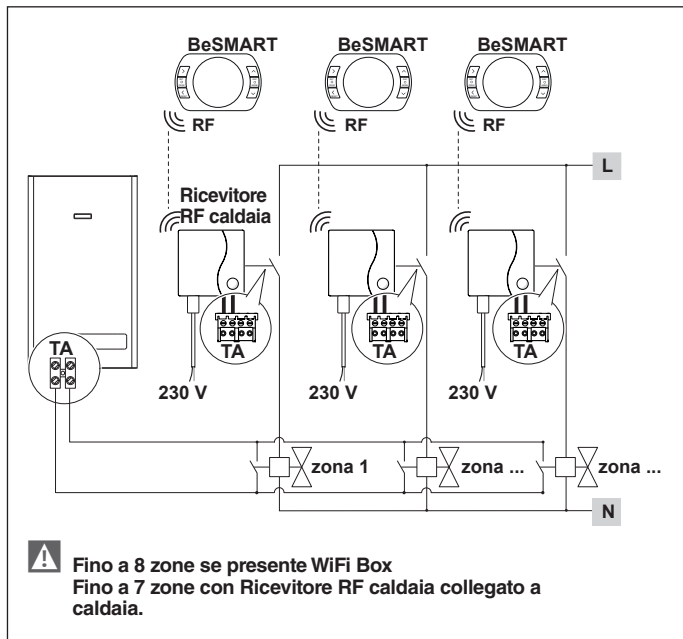 BeSMART BeSMART BeSMART
RF RF RF
L
Ricevitore
RF caldaia
TA TA TA TA
230 V 230 V 230 V
zona 1 zona ... zona ...
N
Fino a 8 zone se presente WiFi Box
Fino a 7 zone con Ricevitore RF caldaia collegato a
caldaia.